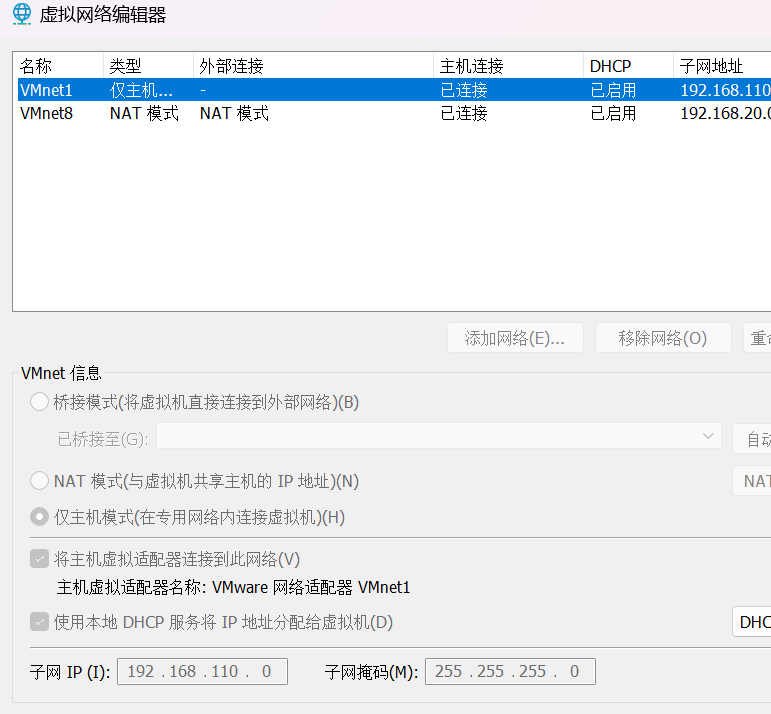 虚拟网络编辑器
名称 类型 外部连接 主机连接 DHCP 子网地址
VMnet1 仅主机... - 已连接 已启用 192.168.110
VMnet8 NAT 模式 NAT 模式 已连接 已启用 192.168.20.
添加网络(E)... 移除网络(O) 重
VMnet 信息
桥接模式(将虚拟机直接连接到外部网络)(B)
已桥接至(G): 自动
NAT 模式(与虚拟机共享主机的 IP 地址)(N) NAT
仅主机模式(在专用网络内连接虚拟机)(H)
将主机虚拟适配器连接到此网络(V)
主机虚拟适配器名称: VMware 网络适配器 VMnet1
使用本地 DHCP 服务将 IP 地址分配给虚拟机(D) DHC
子网 IP (I): 192 . 168 . 110 . 0 子网掩码(M): 255 . 255 . 255 . 0